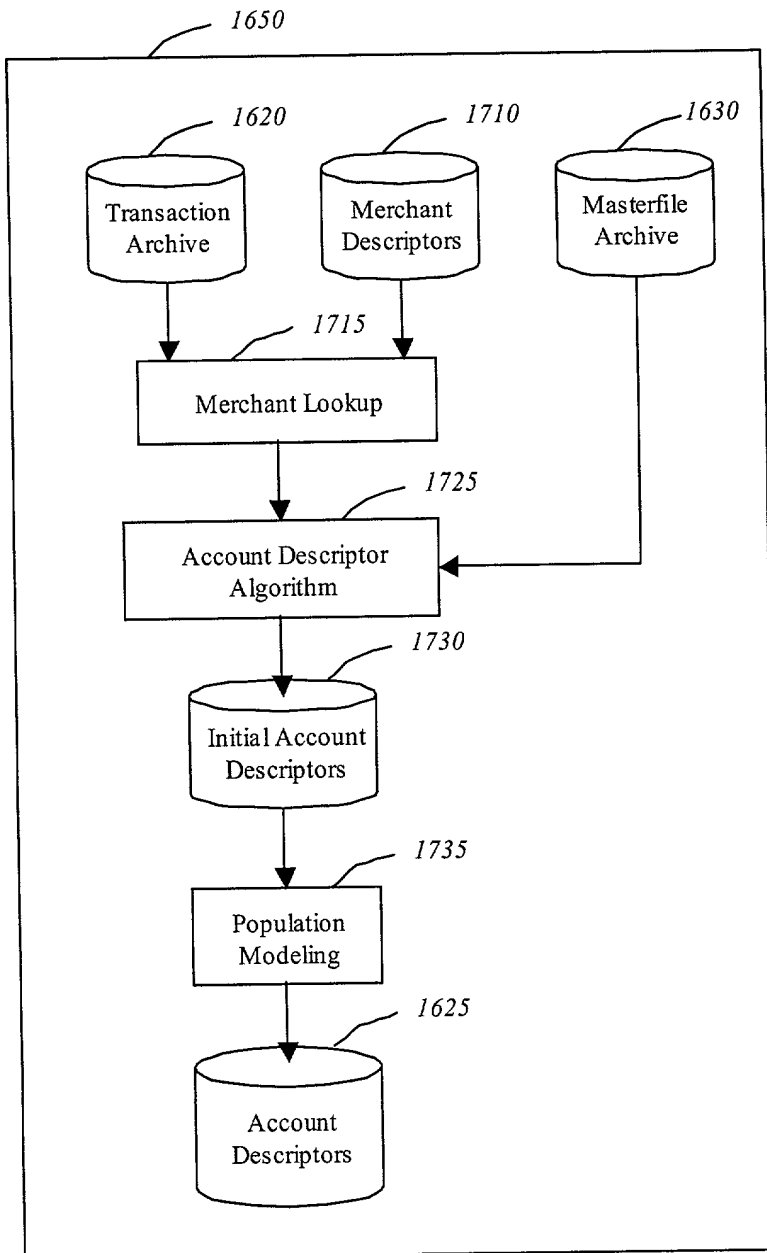 1650
1620
1710
1630
Transaction
Archive
Merchant
Descriptors
Masterfile
Archive
1715
Merchant Lookup
1725
Account Descriptor
Algorithm
1730
Initial Account
Descriptors
1735
Population
Modeling
1625
Account
Descriptors